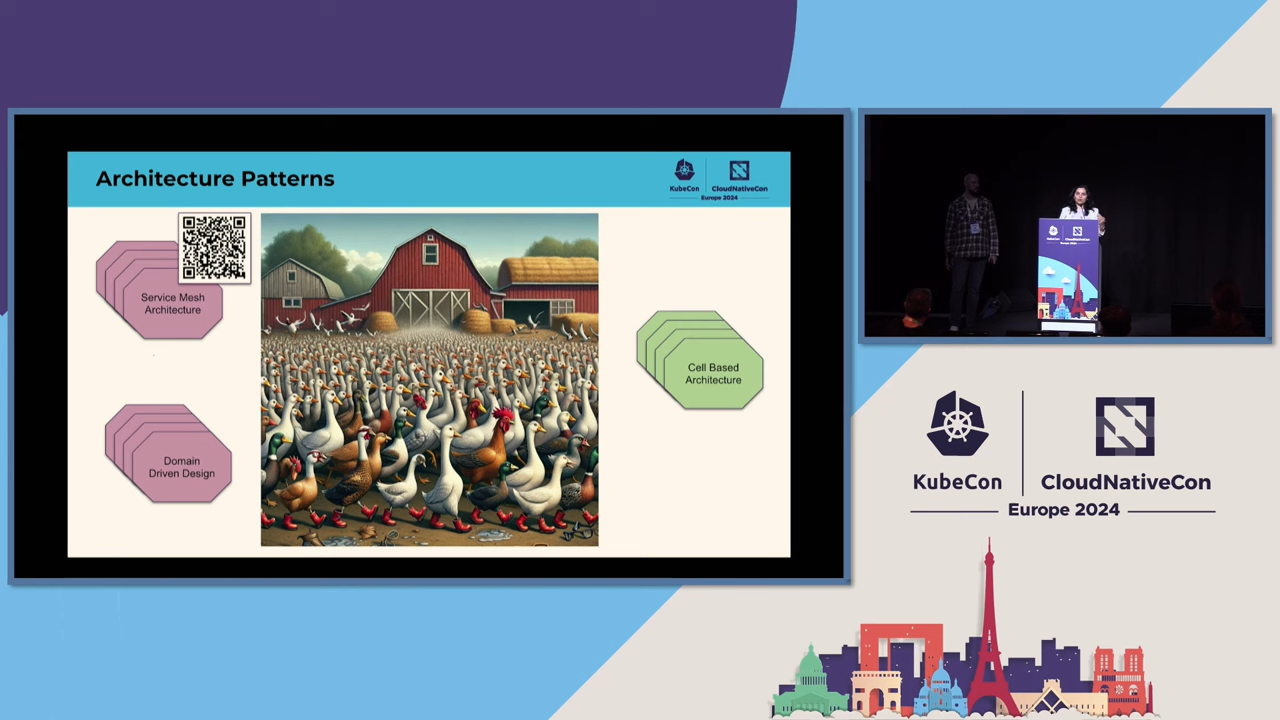 Architecture Patterns
KubeCon
CloudNativeCon
Europe 2024
Service Mesh
Architecture
Cell Based
Architecture
Domain
Driven Design
KubeCon
CloudNativeCon
Europe 2024